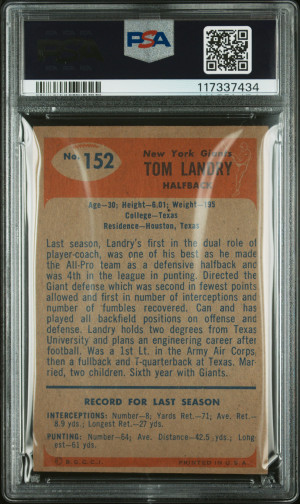 PSA
117337434
No. 152
New York Giants
TOM LANDRY
HALFBACK
Age—30; Height—6.01; Weight—195
College—Texas
Residence—Houston, Texas
Last season, Landry's first in the dual role of
player-coach, was one of his best as he made
the All-Pro team as a defensive halfback and
was 4th in the league in punting. Directed the
Giant defense which was second in fewest points
allowed and first in number of interceptions and
number of fumbles recovered. Can and has
played all backfield positions on offense and
defense. Landry holds two degrees from Texas
University and plans an engineering career after
football. Was a 1st Lt. in the Army Air Corps,
then a fullback and T-quarterback at Texas. Mar-
ried, two children. Sixth year with Giants.
RECORD FOR LAST SEASON
INTERCEPTIONS: Number—8; Yards Ret.—71; Ave. Ret.—
8.9 yds.; Longest Ret.—27 yds.
PUNTING: Number—64; Ave. Distance—42.5 yds.; Long-
est—61 yds.
© B.G.C.I.
PRINTED IN U.S.A.